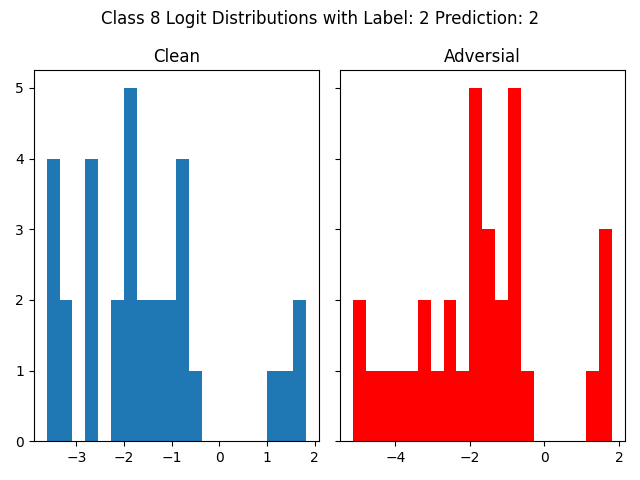 Class 8 Logit Distributions with Label: 2 Prediction: 2
Clean
Adversial
5
4
3
2
1
0
−3 −2 −1 0 1 2
−4 −2 0 2